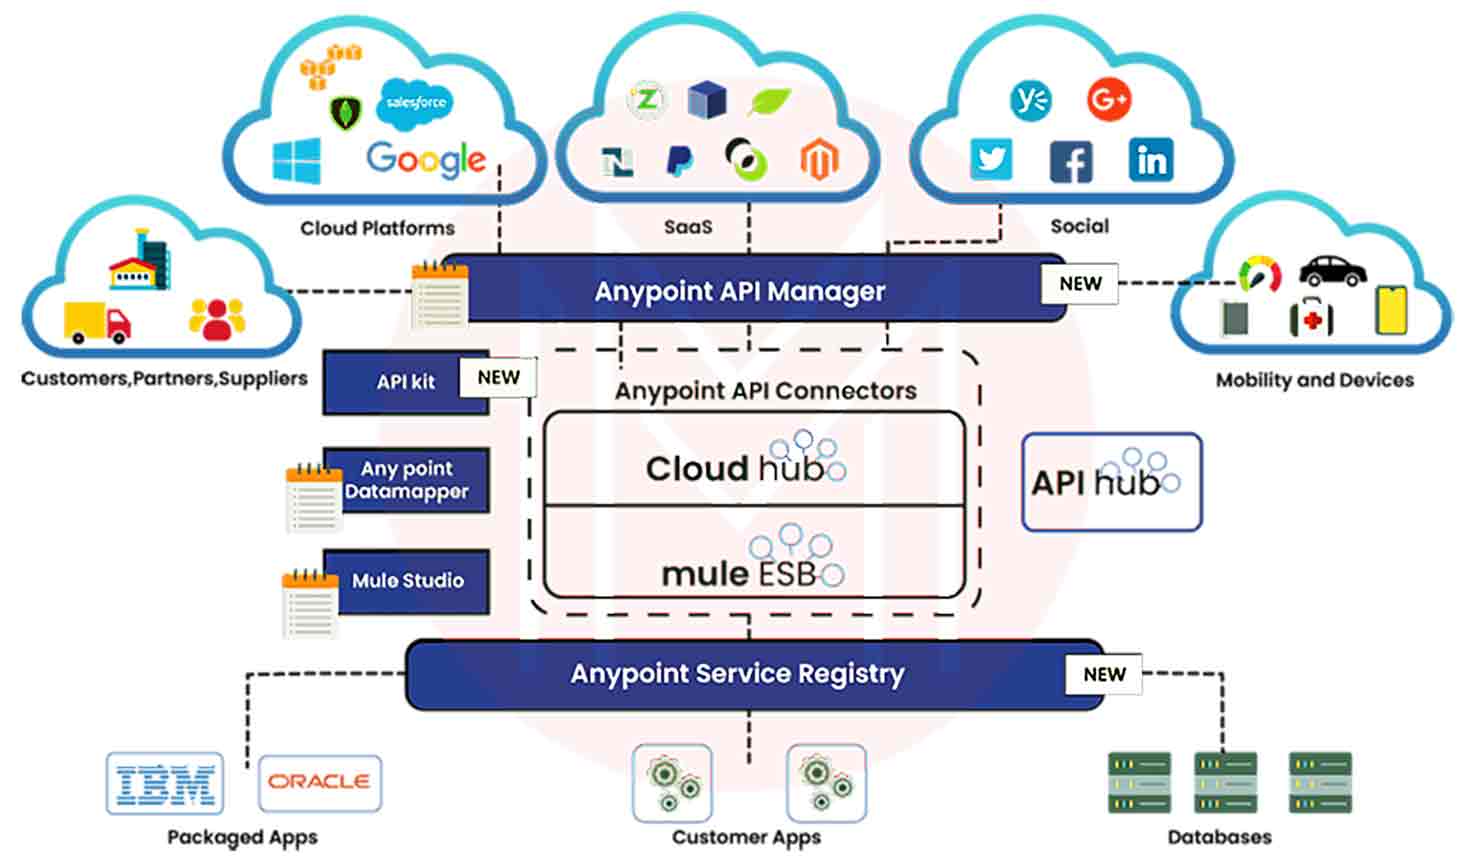 salesforce
Google
Z
y
G+
N
f
in
Cloud Platforms
SaaS
Social
Anypoint API Manager
NEW
Customers,Partners,Suppliers
Mobility and Devices
API kit
NEW
Anypoint API Connectors
Any point
Datamapper
Cloud hub
API hub
Mule Studio
mule ESB
Anypoint Service Registry
NEW
IBM
ORACLE
Packaged Apps
Customer Apps
Databases